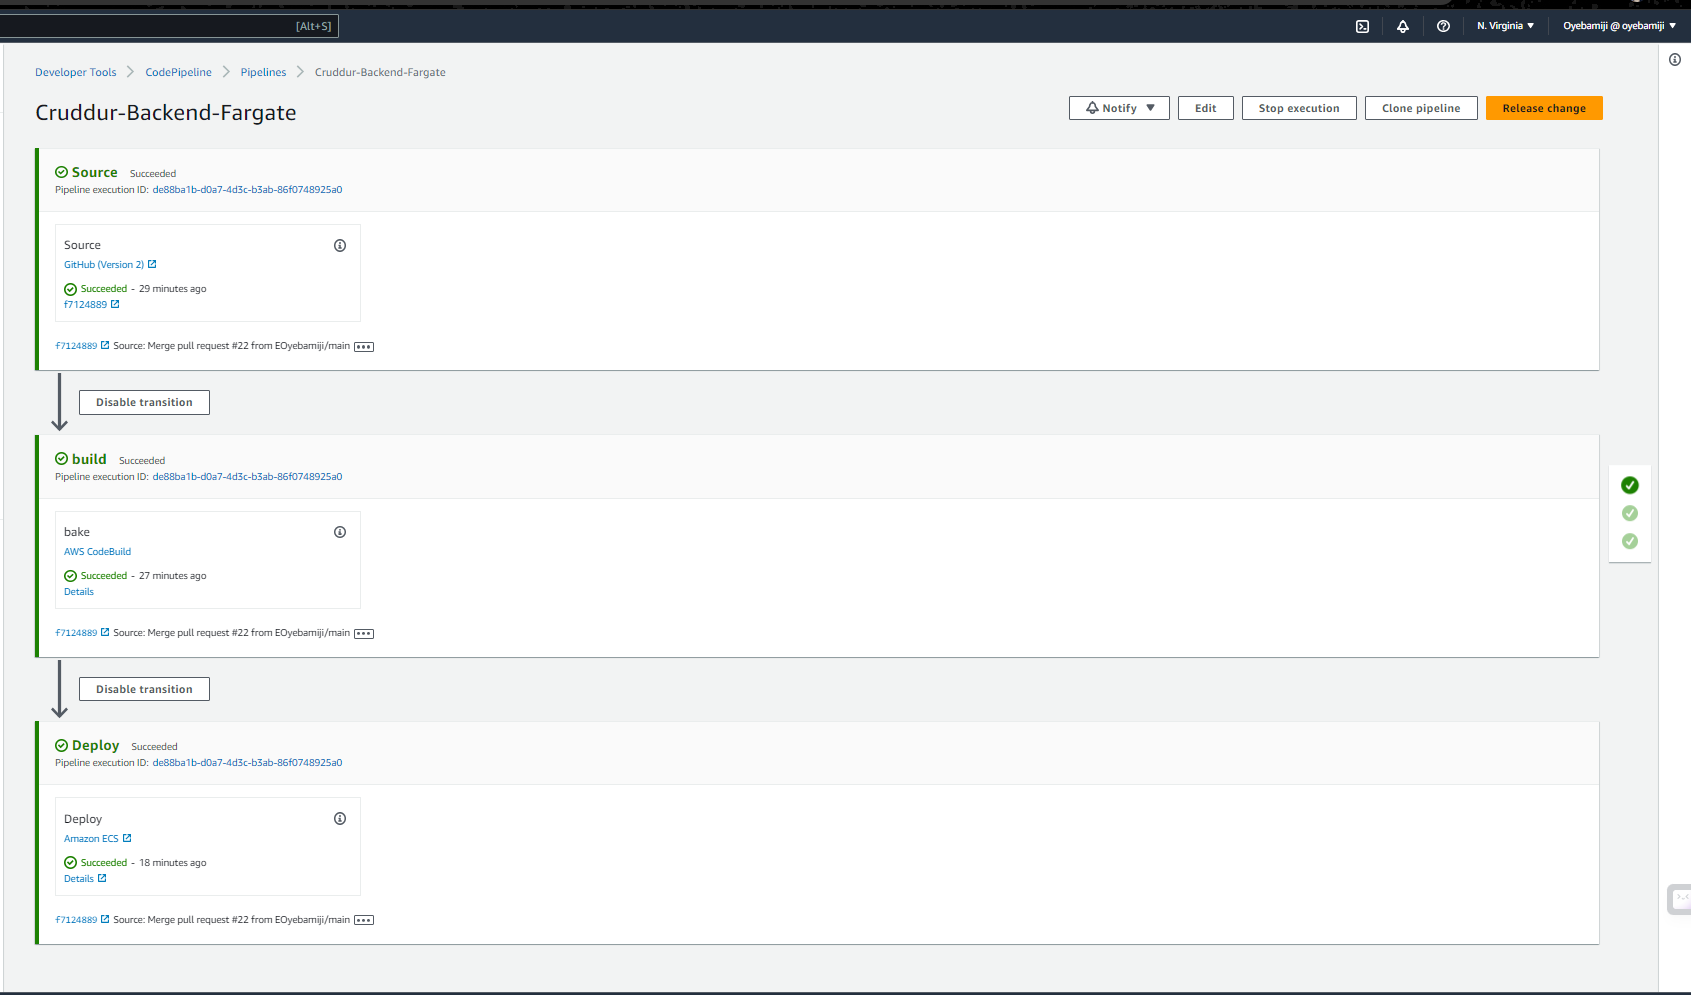 [Alt+S]
N. Virginia
Oyebamiji @ oyebamiji
Developer Tools
CodePipeline
Pipelines
Cruddur-Backend-Fargate
Cruddur-Backend-Fargate
Notify
Edit
Stop execution
Clone pipeline
Release change
Source Succeeded
Pipeline execution ID: de88ba1b-d0a7-4d3c-b3ab-86f0748925a0
Source
GitHub (Version 2)
Succeeded - 29 minutes ago
f7124889
f7124889 Source: Merge pull request #22 from EOyebamiji/main
Disable transition
build Succeeded
Pipeline execution ID: de88ba1b-d0a7-4d3c-b3ab-86f0748925a0
bake
AWS CodeBuild
Succeeded - 27 minutes ago
Details
f7124889 Source: Merge pull request #22 from EOyebamiji/main
Disable transition
Deploy Succeeded
Pipeline execution ID: de88ba1b-d0a7-4d3c-b3ab-86f0748925a0
Deploy
Amazon ECS
Succeeded - 18 minutes ago
Details
f7124889 Source: Merge pull request #22 from EOyebamiji/main